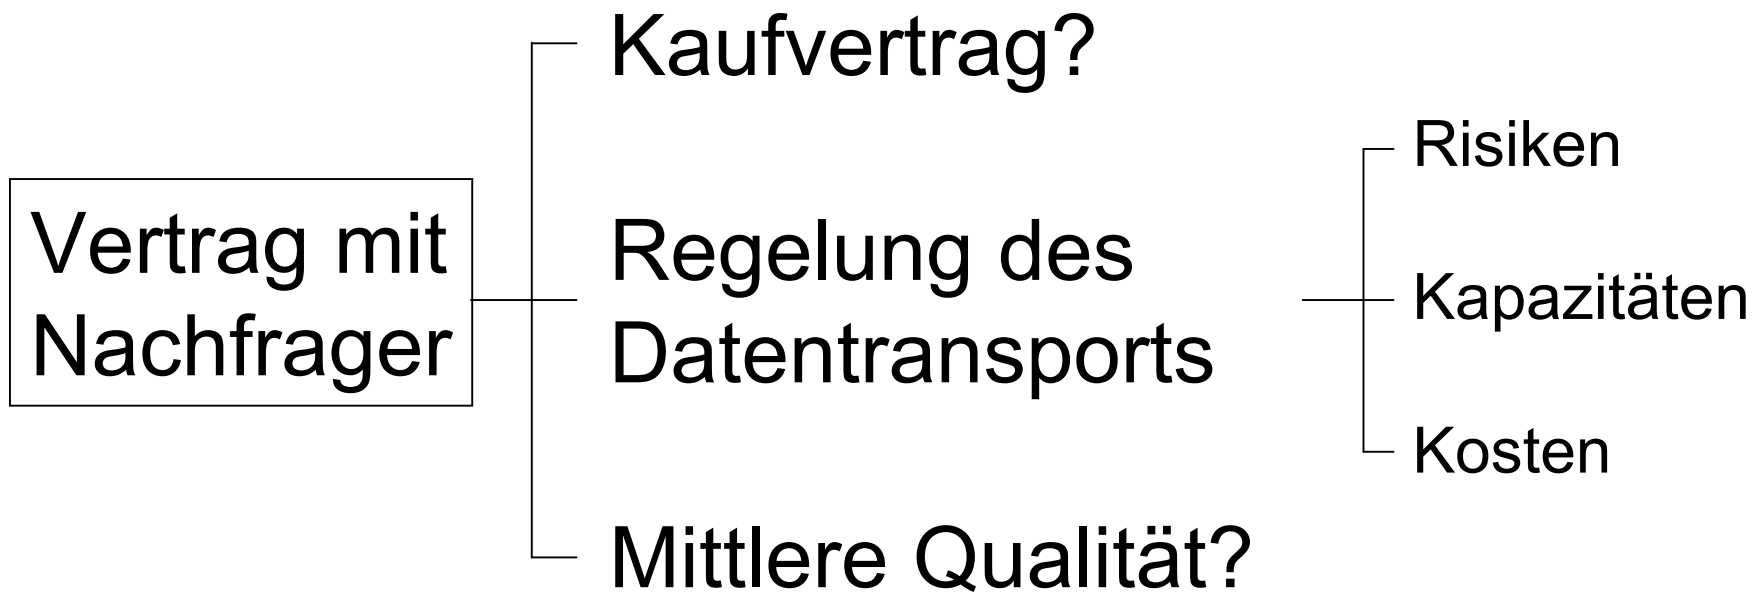 Vertrag mit
Nachfrager
Kaufvertrag?
Regelung des
Datentransports
Risiken
Kapazitäten
Kosten
Mittlere Qualität?